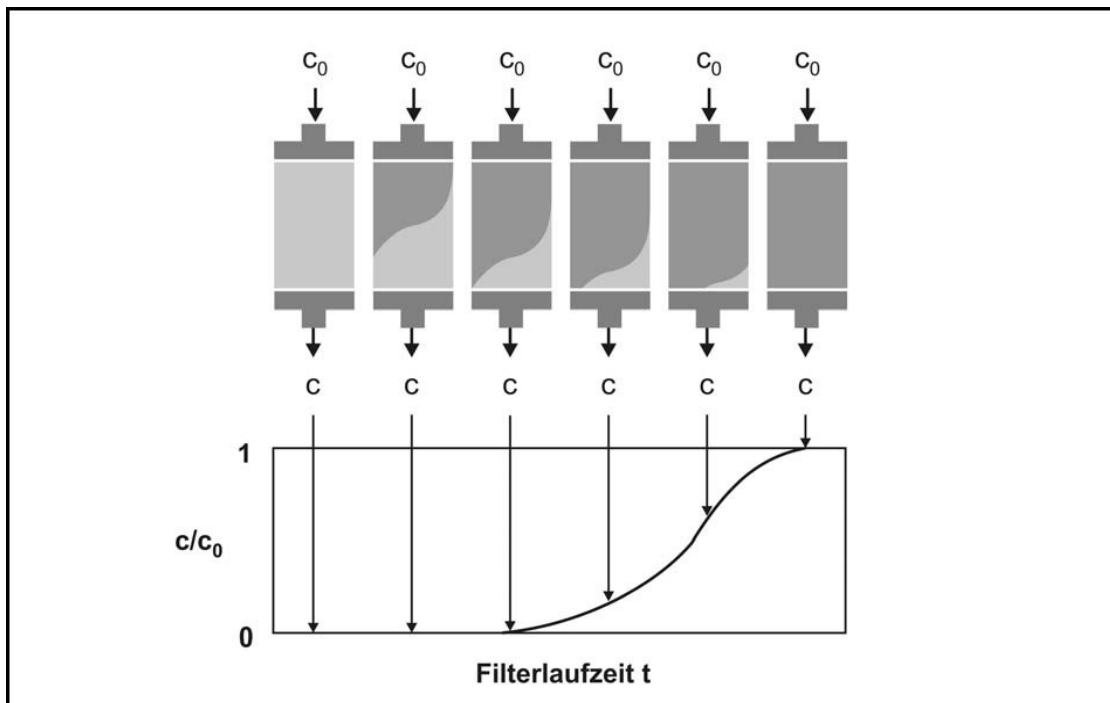 c₀ c₀ c₀ c₀ c₀ c₀
c c c c c c
1
c/c₀
0
Filterlaufzeit t